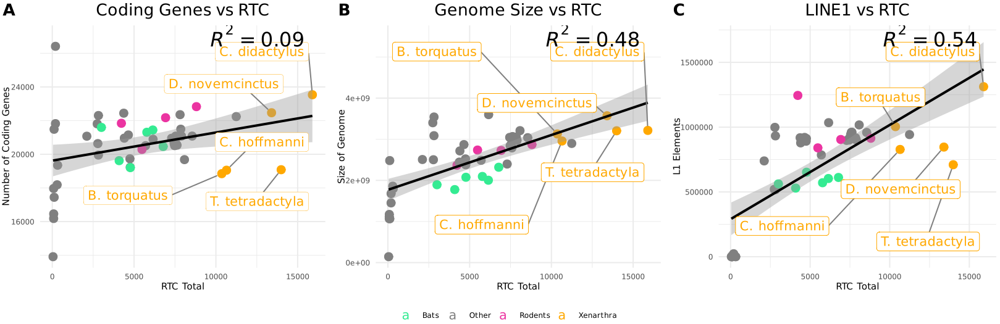 A
Coding Genes vs RTC
R² = 0.09
C. didactylus
D. novemcinctus
C. hoffmanni
B. torquatus
T. tetradactyla
Number of Coding Genes
24000
20000
16000
0
5000
10000
15000
RTC Total
B
Genome Size vs RTC
R² = 0.48
B. torquatus
C. didactylus
D. novemcinctus
T. tetradactyla
C. hoffmanni
Size of Genome
4e+09
2e+09
0e+00
0
5000
10000
15000
RTC Total
C
LINE1 vs RTC
R² = 0.54
C. didactylus
B. torquatus
D. novemcinctus
C. hoffmanni
T. tetradactyla
L1 Elements
1500000
1000000
500000
0
0
5000
10000
15000
RTC Total
a Bats a Other a Rodents a Xenarthra